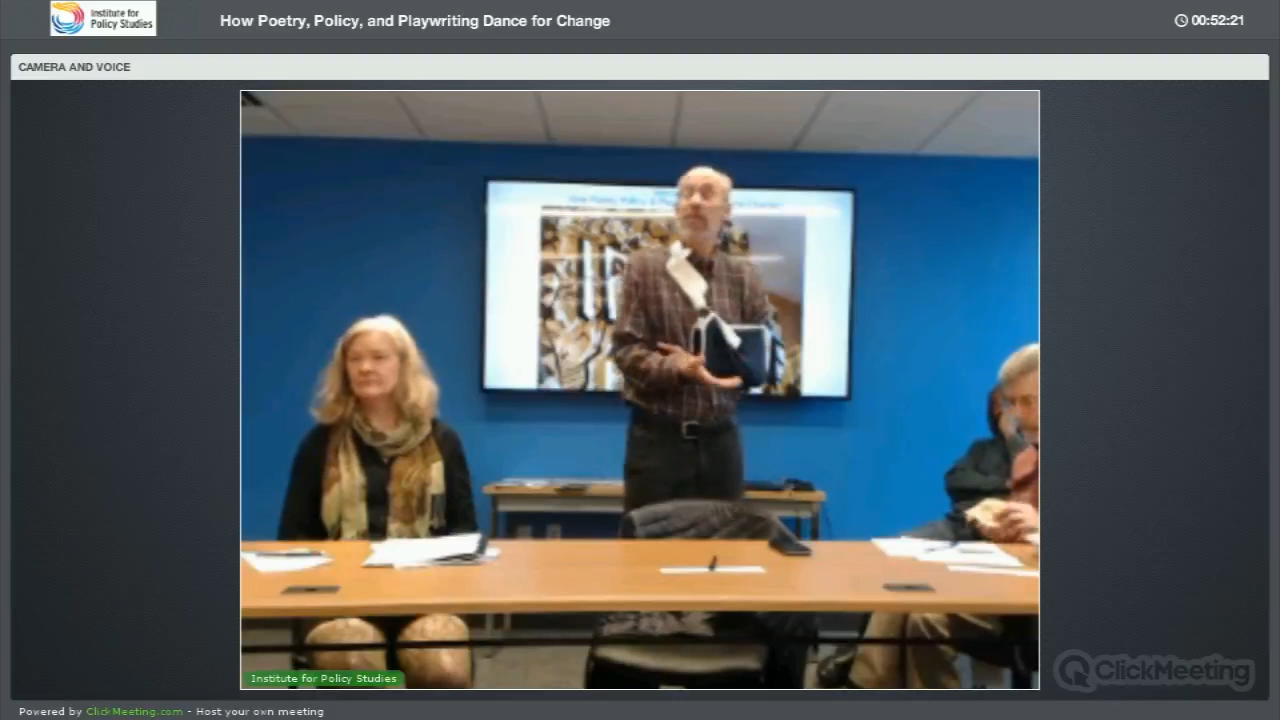 Institute for
Policy Studies
How Poetry, Policy, and Playwriting Dance for Change
00:52:21
CAMERA AND VOICE
Institute for Policy Studies
ClickMeeting
Powered by ClickMeeting.com - Host your own meeting